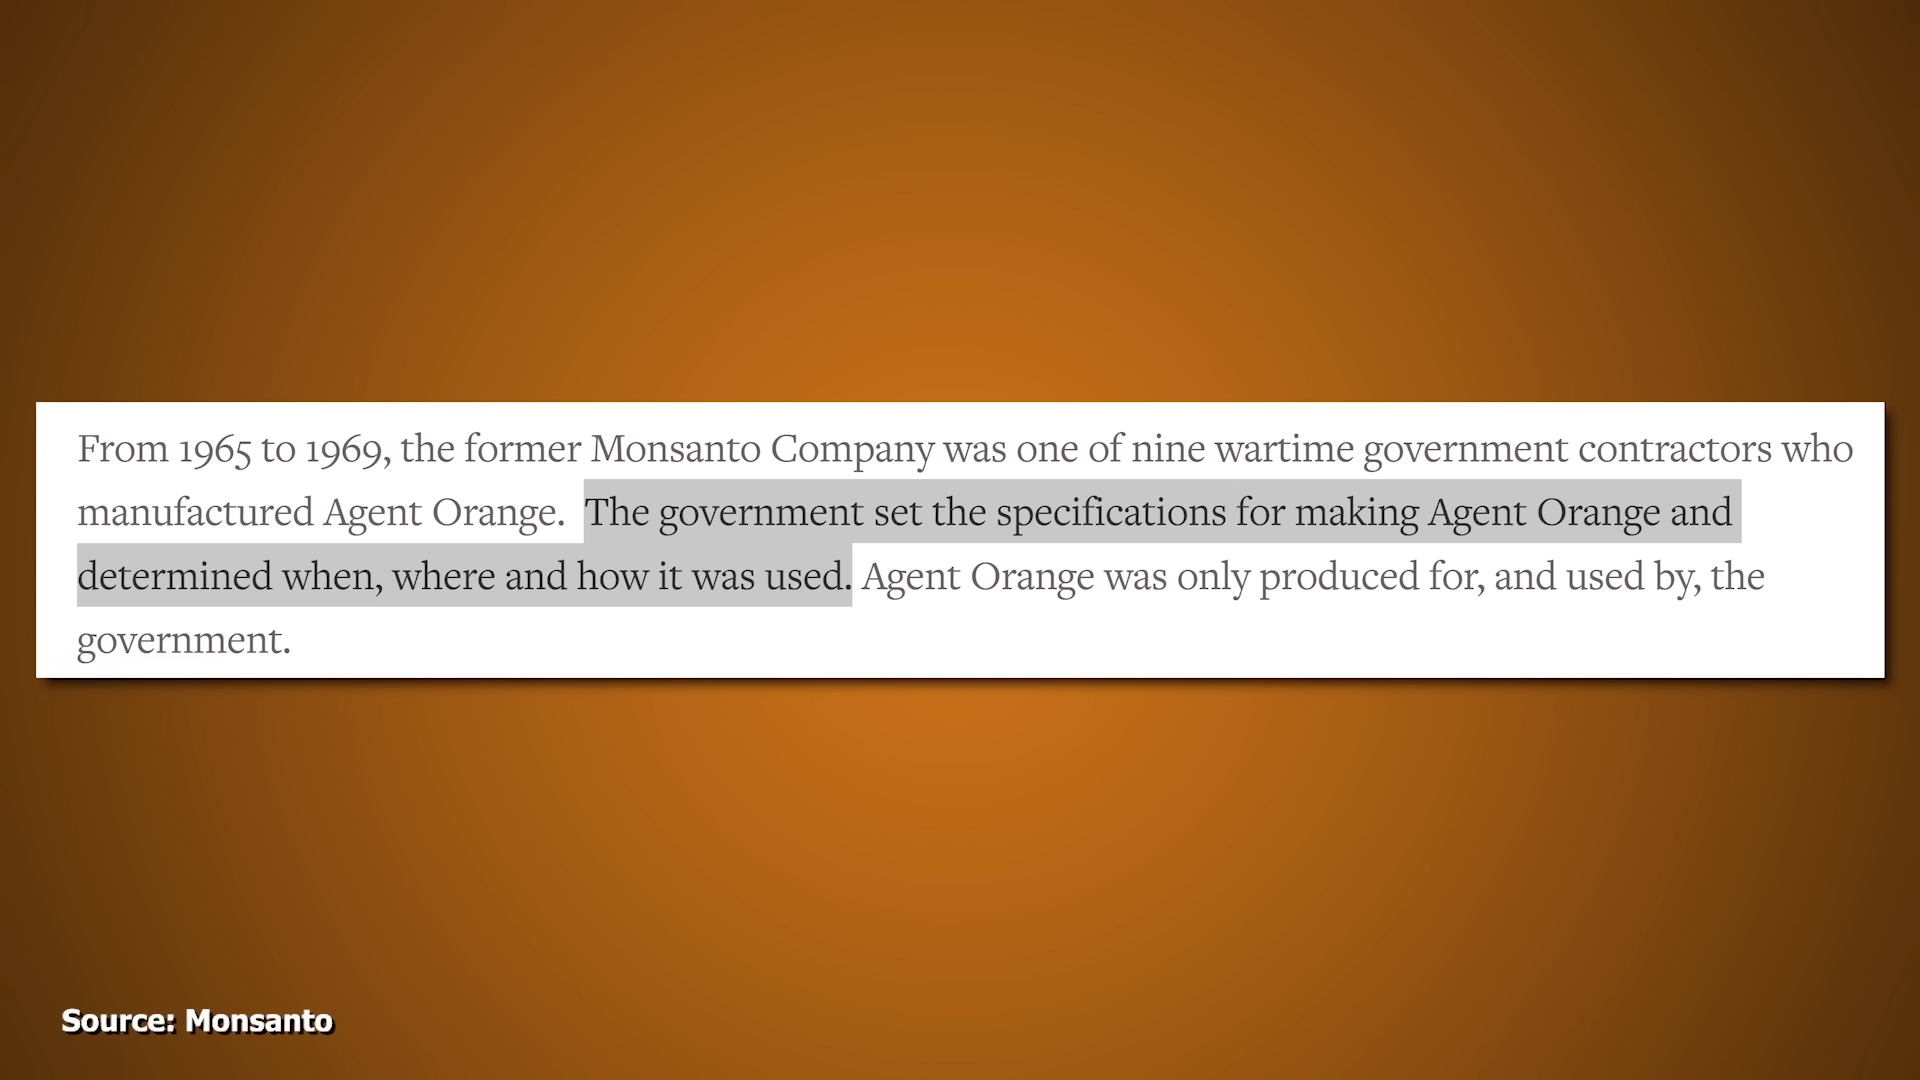 From 1965 to 1969, the former Monsanto Company was one of nine wartime government contractors who
manufactured Agent Orange. The government set the specifications for making Agent Orange and
determined when, where and how it was used. Agent Orange was only produced for, and used by, the
government.
Source: Monsanto